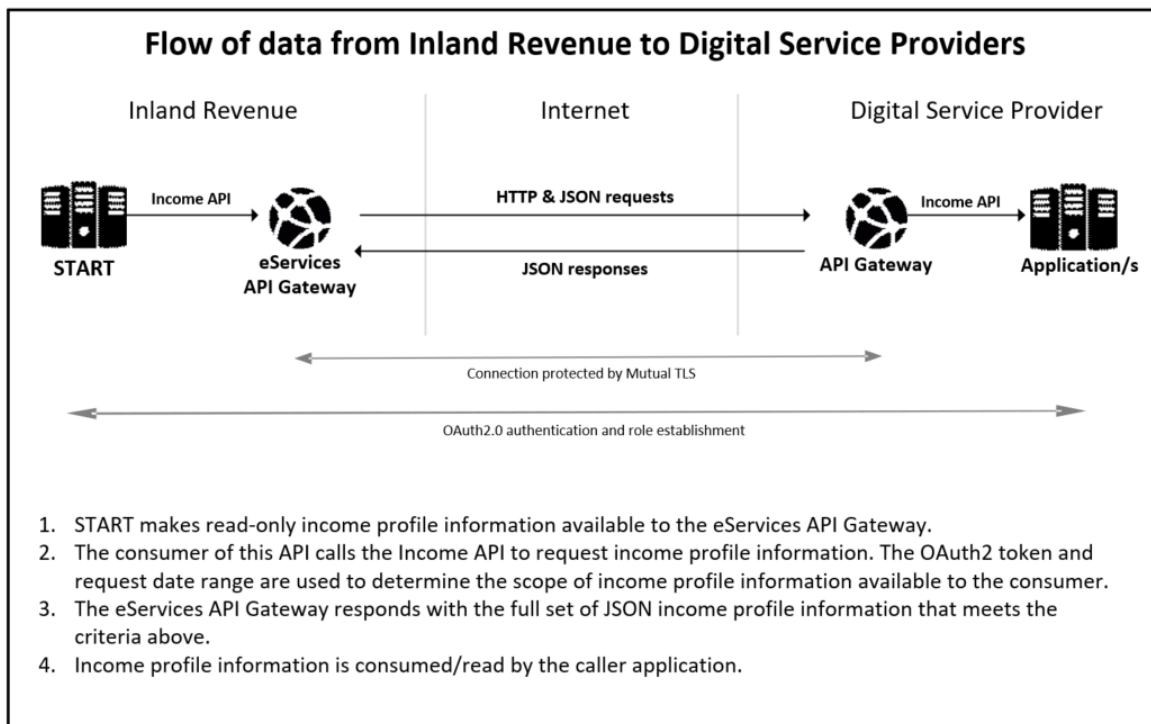 Flow of data from Inland Revenue to Digital Service Providers
Inland Revenue
Internet
Digital Service Provider
Income API
HTTP & JSON requests
Income API
START
eServices
API Gateway
JSON responses
API Gateway
Application/s
Connection protected by Mutual TLS
OAuth2.0 authentication and role establishment
1. START makes read-only income profile information available to the eServices API Gateway.
2. The consumer of this API calls the Income API to request income profile information. The OAuth2 token and
request date range are used to determine the scope of income profile information available to the consumer.
3. The eServices API Gateway responds with the full set of JSON income profile information that meets the
criteria above.
4. Income profile information is consumed/read by the caller application.